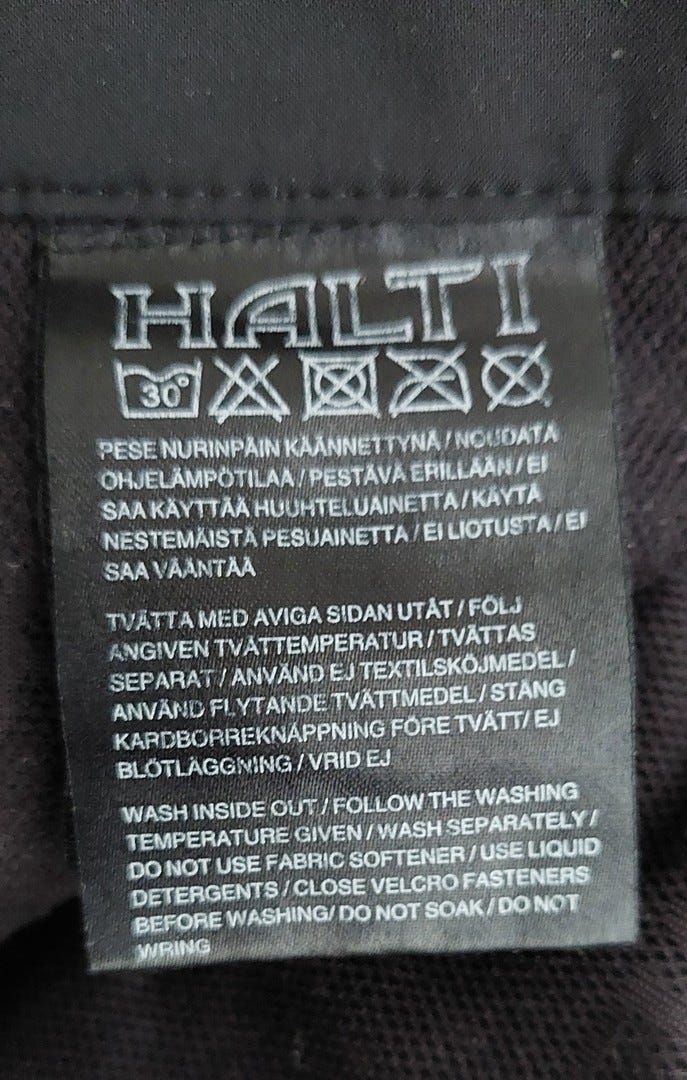 HALTI
30°
PESE NURINPÄIN KÄÄNNETTYNÄ / NOUDATA
OHJELÄMPÖTILAA / PESTÄVÄ ERILLÄÄN / EI
SAA KÄYTTÄÄ HUUHTELUAINETTA / KÄYTÄ
NESTEMÄISTÄ PESUAINETTA / EI LIOTUSTA / EI
SAA VÄÄNTÄÄ
TVÄTTA MED AVIGA SIDAN UTÅT / FÖLJ
ANGIVEN TVÄTTEMPERATUR / TVÄTTAS
SEPARAT / ANVÄND EJ TEXTILSKÖJMEDEL /
ANVÄND FLYTANDE TVÄTTMEDEL / STÄNG
KARDBORREKNÄPPNING FÖRE TVÄTT/ EJ
BLÖTLÄGGNING / VRID EJ
WASH INSIDE OUT / FOLLOW THE WASHING
TEMPERATURE GIVEN / WASH SEPARATELY /
DO NOT USE FABRIC SOFTENER / USE LIQUID
DETERGENTS / CLOSE VELCRO FASTENERS
BEFORE WASHING/ DO NOT SOAK / DO NOT
WRING